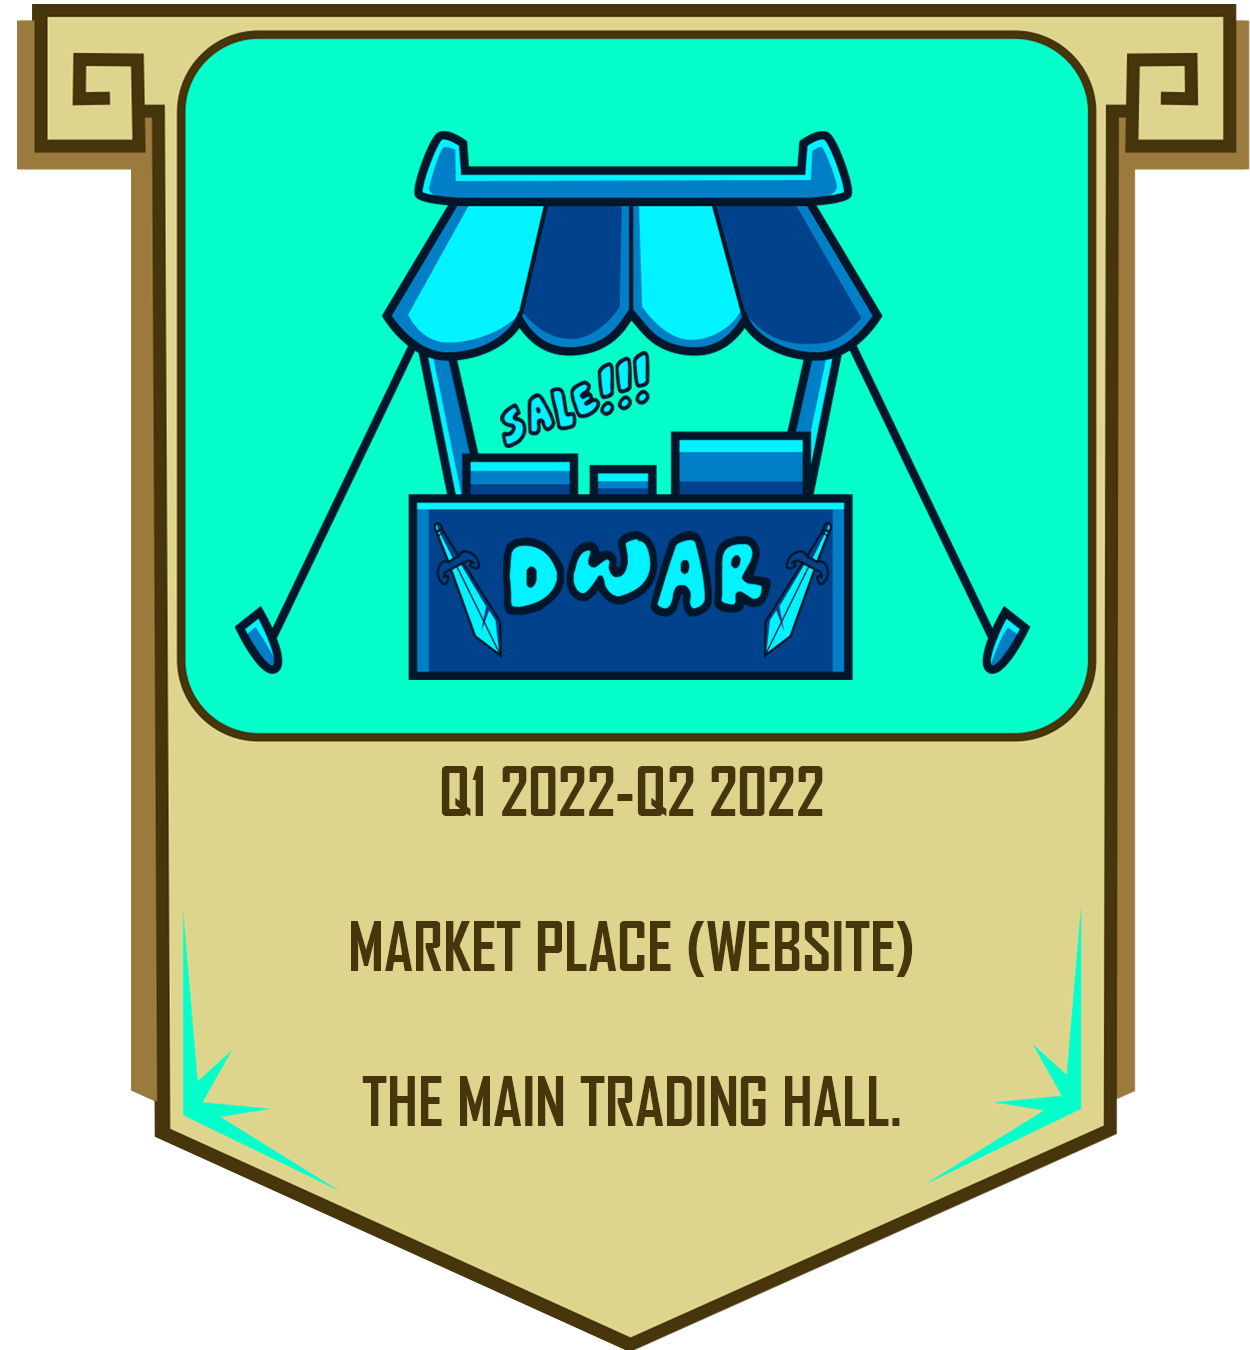 SALE!!!
DWAR
Q1 2022-Q2 2022
MARKET PLACE (WEBSITE)
THE MAIN TRADING HALL.